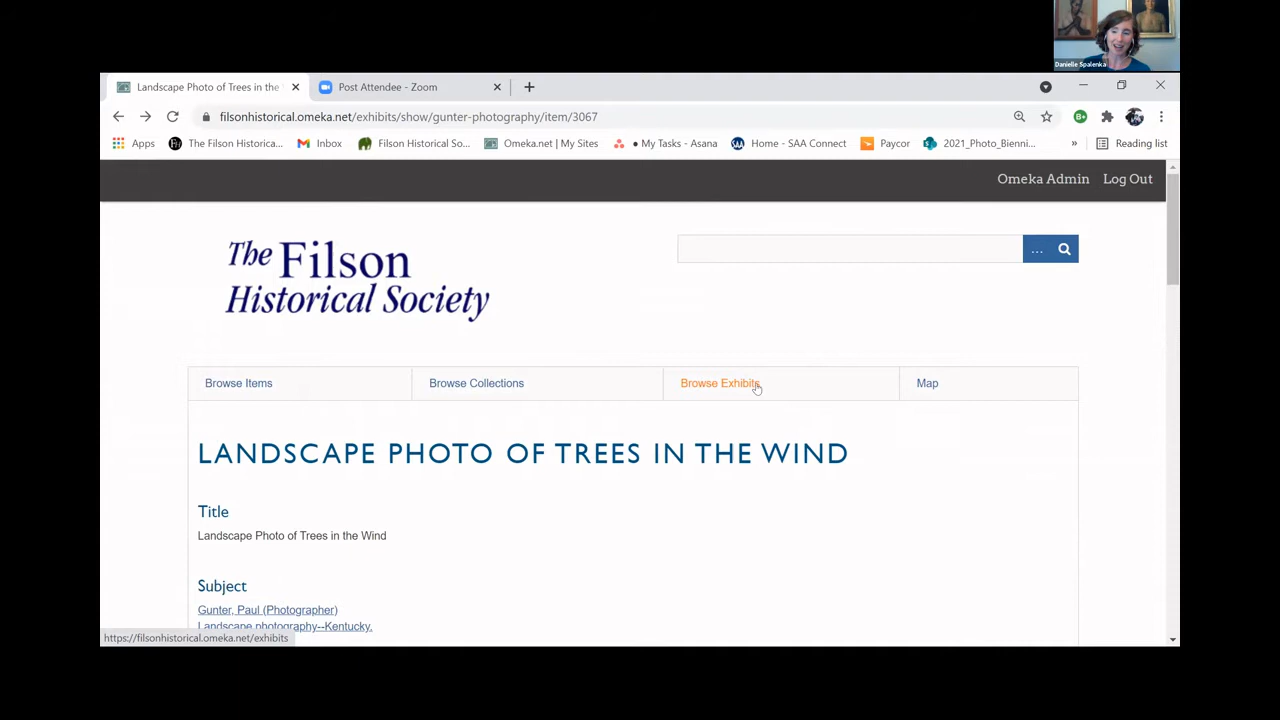 Danielle Spalenka
Landscape Photo of Trees in the
Post Attendee - Zoom
filsonhistorical.omeka.net/exhibits/show/gunter-photography/item/3067
Apps
The Filson Historica...
Inbox
Filson Historical So...
Omeka.net | My Sites
• My Tasks - Asana
Home - SAA Connect
Paycor
2021_Photo_Bienni...
»
Reading list
Omeka Admin
Log Out
The Filson
Historical Society
...
Browse Items
Browse Collections
Browse Exhibits
Map
LANDSCAPE PHOTO OF TREES IN THE WIND
Title
Landscape Photo of Trees in the Wind
Subject
Gunter, Paul (Photographer)
Landscape photography--Kentucky.
https://filsonhistorical.omeka.net/exhibits